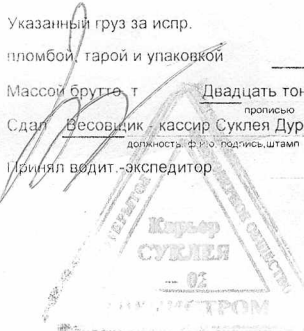 Указанный груз за испр.
пломбой, тарой и упаковкой
Массой брутто, т Двадцать тон
прописью
Сдал Весовщик - кассир Суклея Дур
должность, ф.и.о., подпись, штамп
Принял водит.-экспедитор
Карьер
СУКЛЕЯ
02